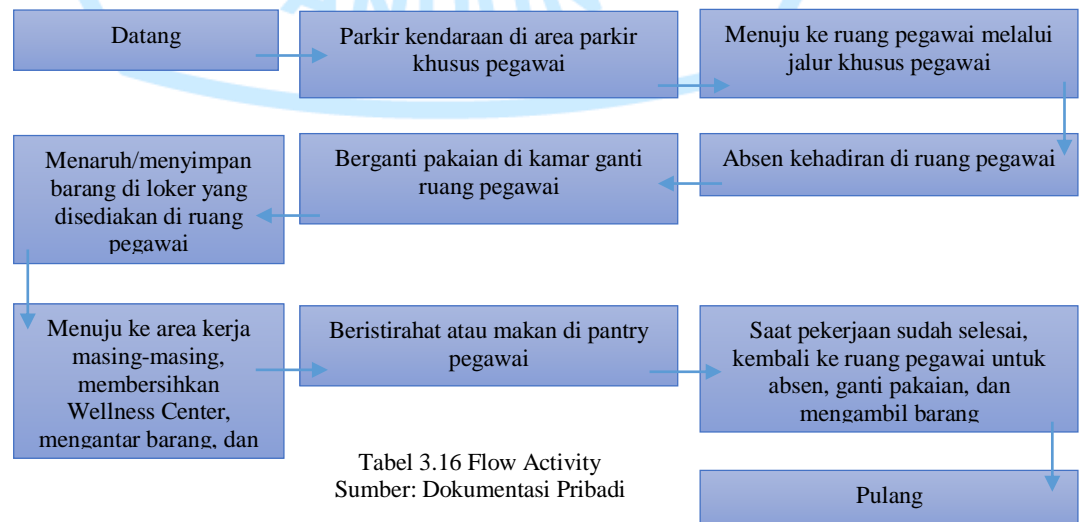 Datang
Parkir kendaraan di area parkir
khusus pegawai
Menuju ke ruang pegawai melalui
jalur khusus pegawai
Absen kehadiran di ruang pegawai
Berganti pakaian di kamar ganti
ruang pegawai
Menaruh/menyimpan
barang di loker yang
disediakan di ruang
pegawai
Menuju ke area kerja
masing-masing,
membersihkan
Wellness Center,
mengantar barang, dan
Beristirahat atau makan di pantry
pegawai
Saat pekerjaan sudah selesai,
kembali ke ruang pegawai untuk
absen, ganti pakaian, dan
mengambil barang
Pulang
Tabel 3.16 Flow Activity
Sumber: Dokumentasi Pribadi